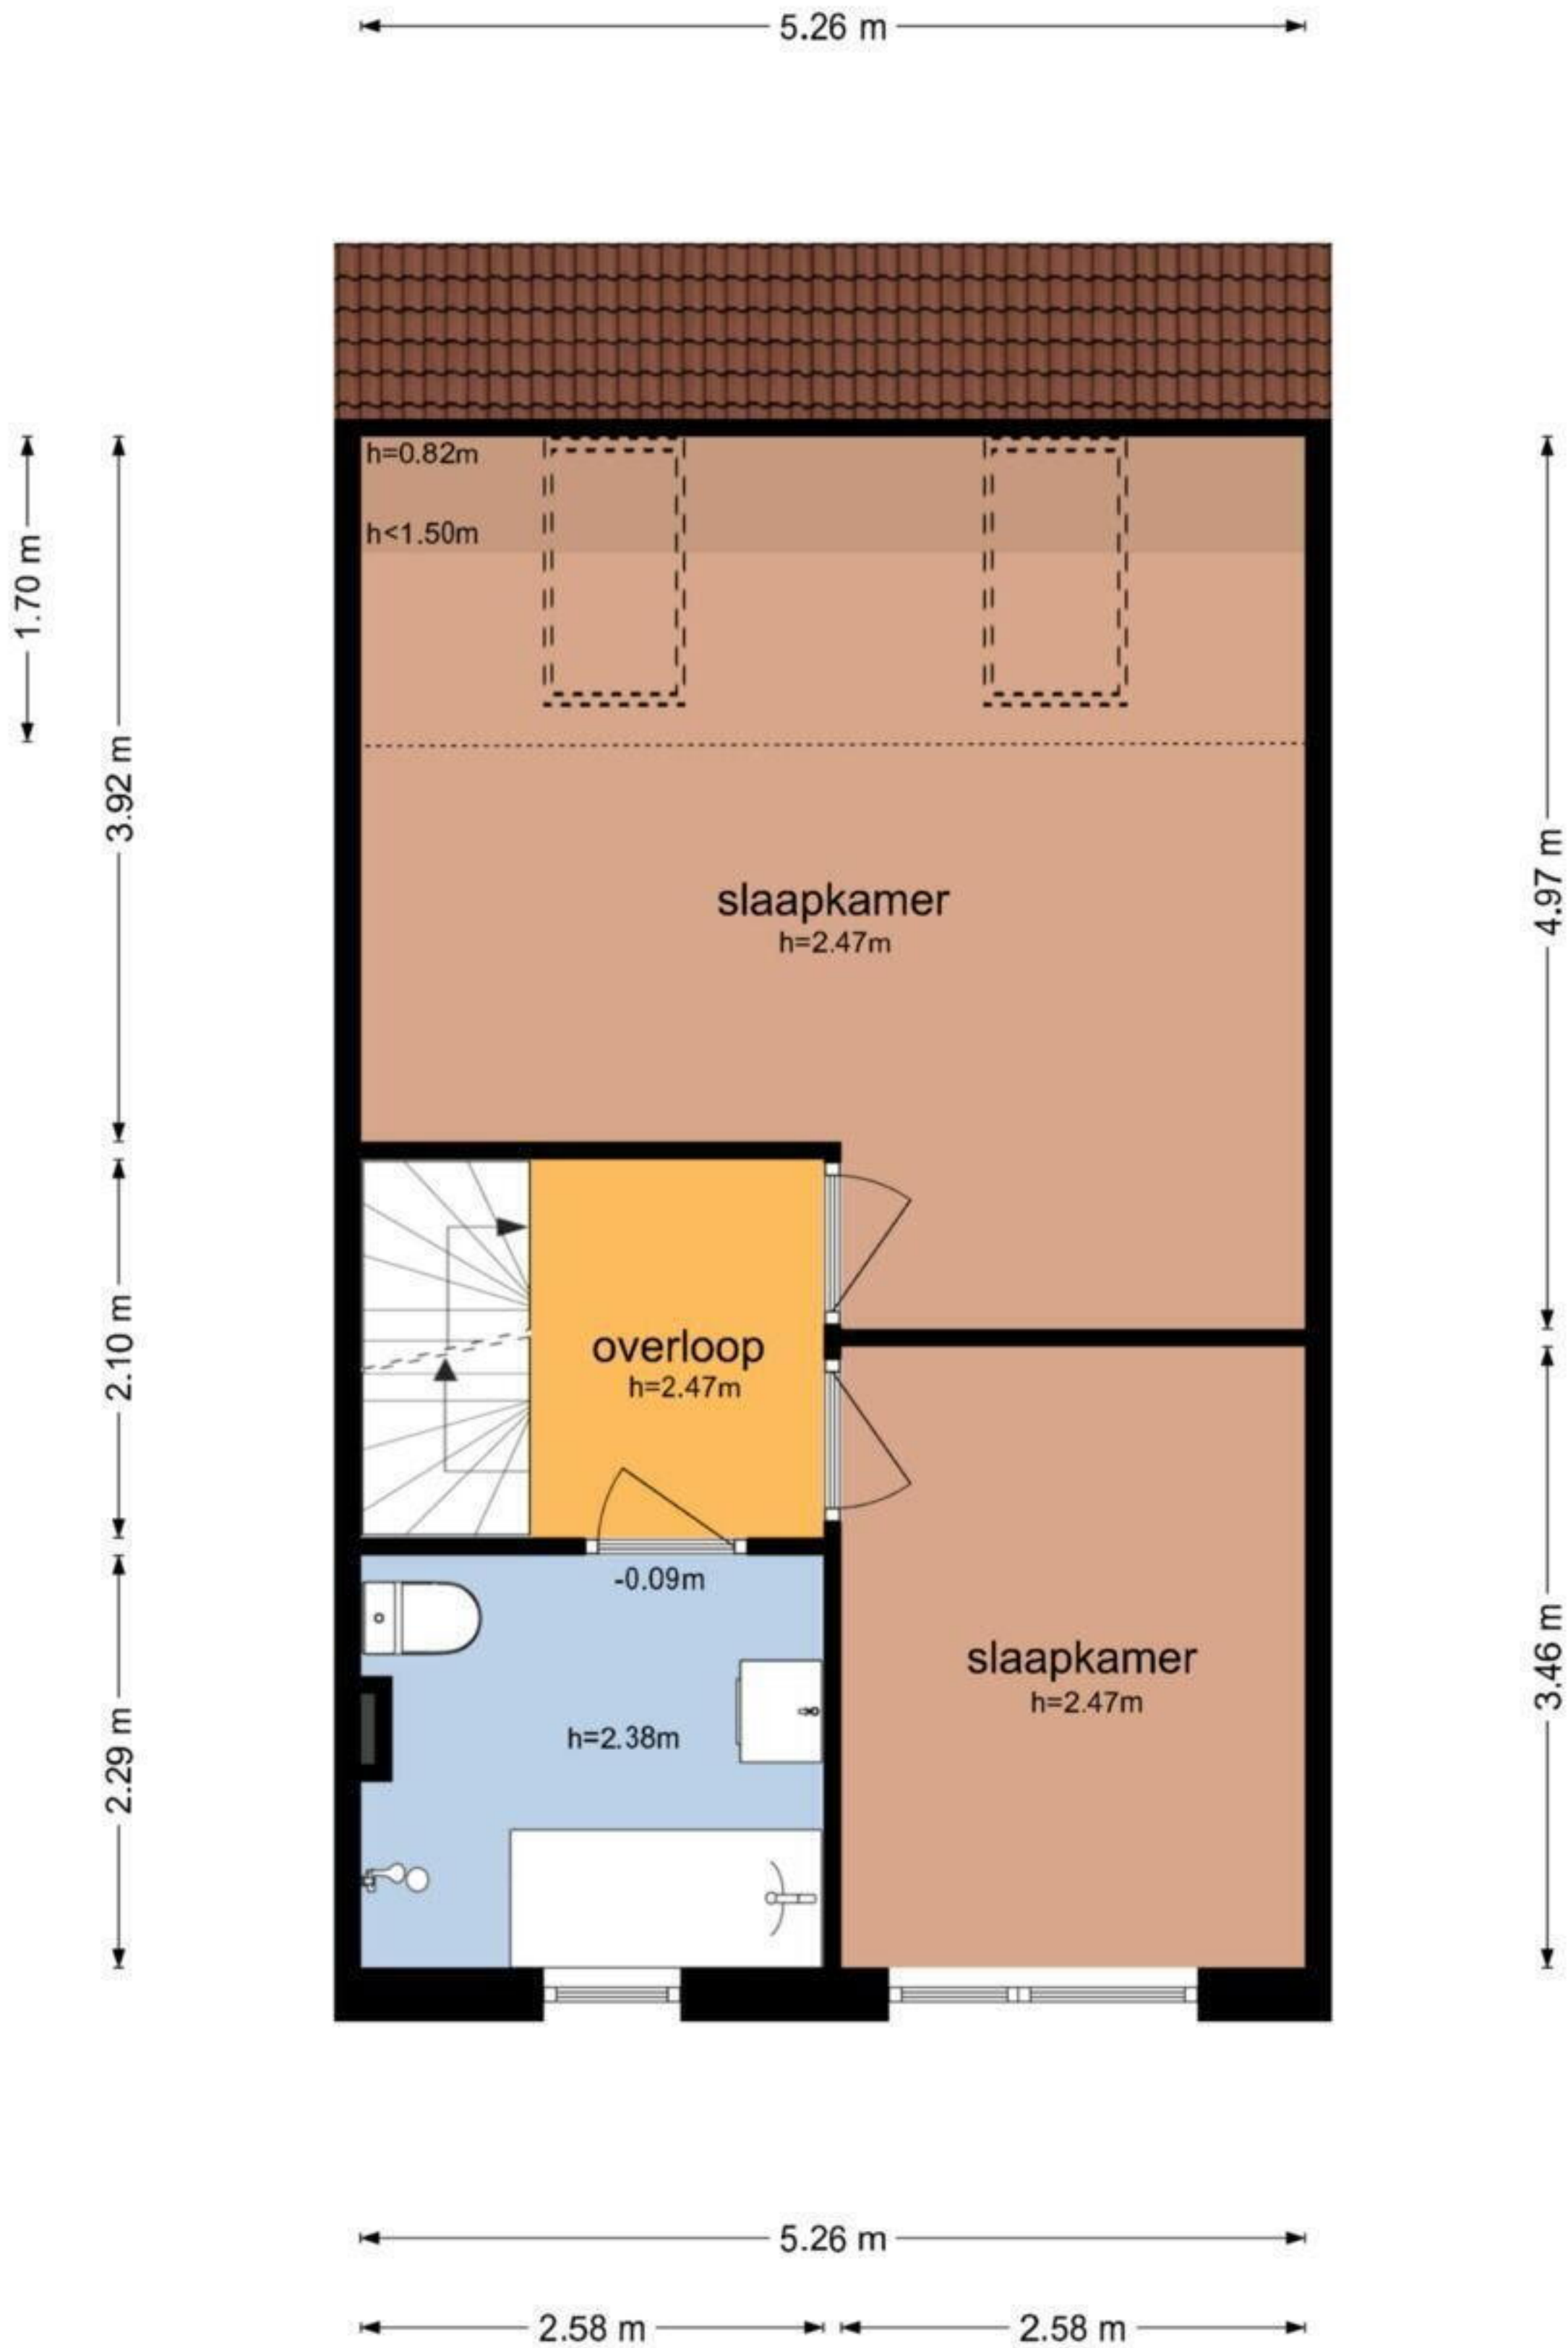 5.26 m
h=0.82m
h<1.50m
1.70 m
3.92 m
4.97 m
slaapkamer
h=2.47m
2.10 m
overloop
h=2.47m
-0.09m
slaapkamer
h=2.47m
3.46 m
2.29 m
h=2.38m
5.26 m
2.58 m
2.58 m